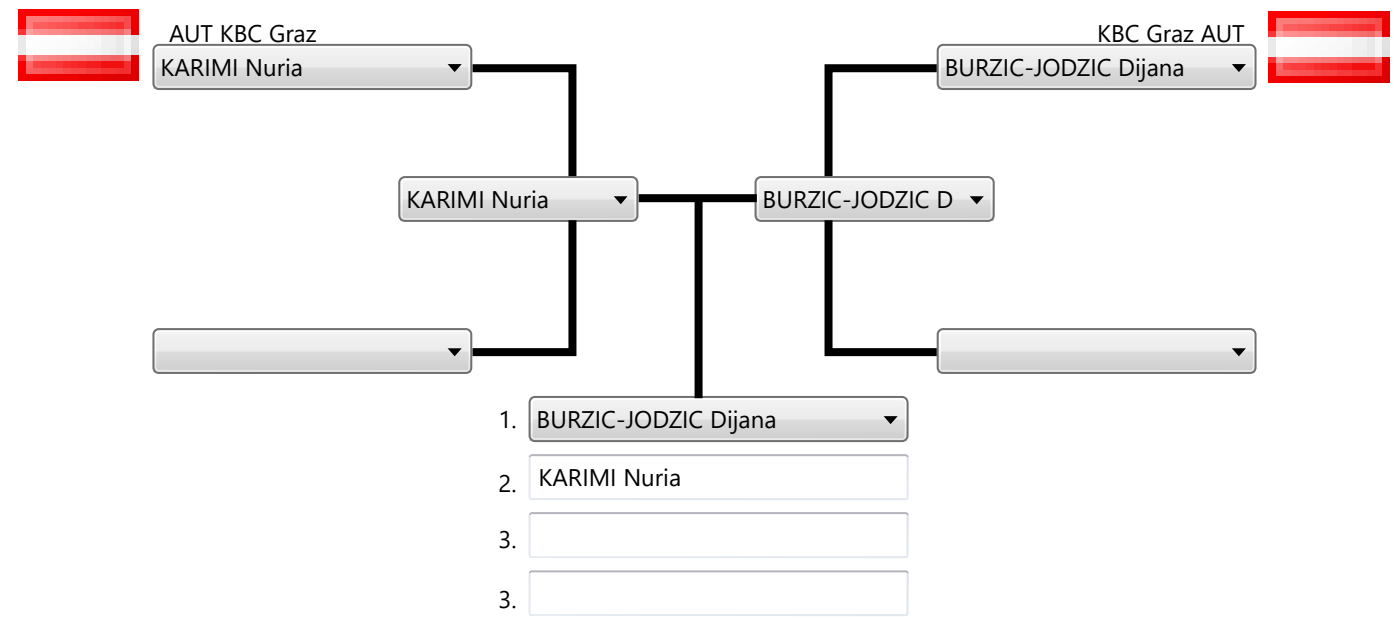 AUT KBC Graz
KBC Graz AUT
KARIMI Nuria
BURZIC-JODZIC Dijana
KARIMI Nuria
BURZIC-JODZIC D
1. BURZIC-JODZIC Dijana
2. KARIMI Nuria
3.
3.